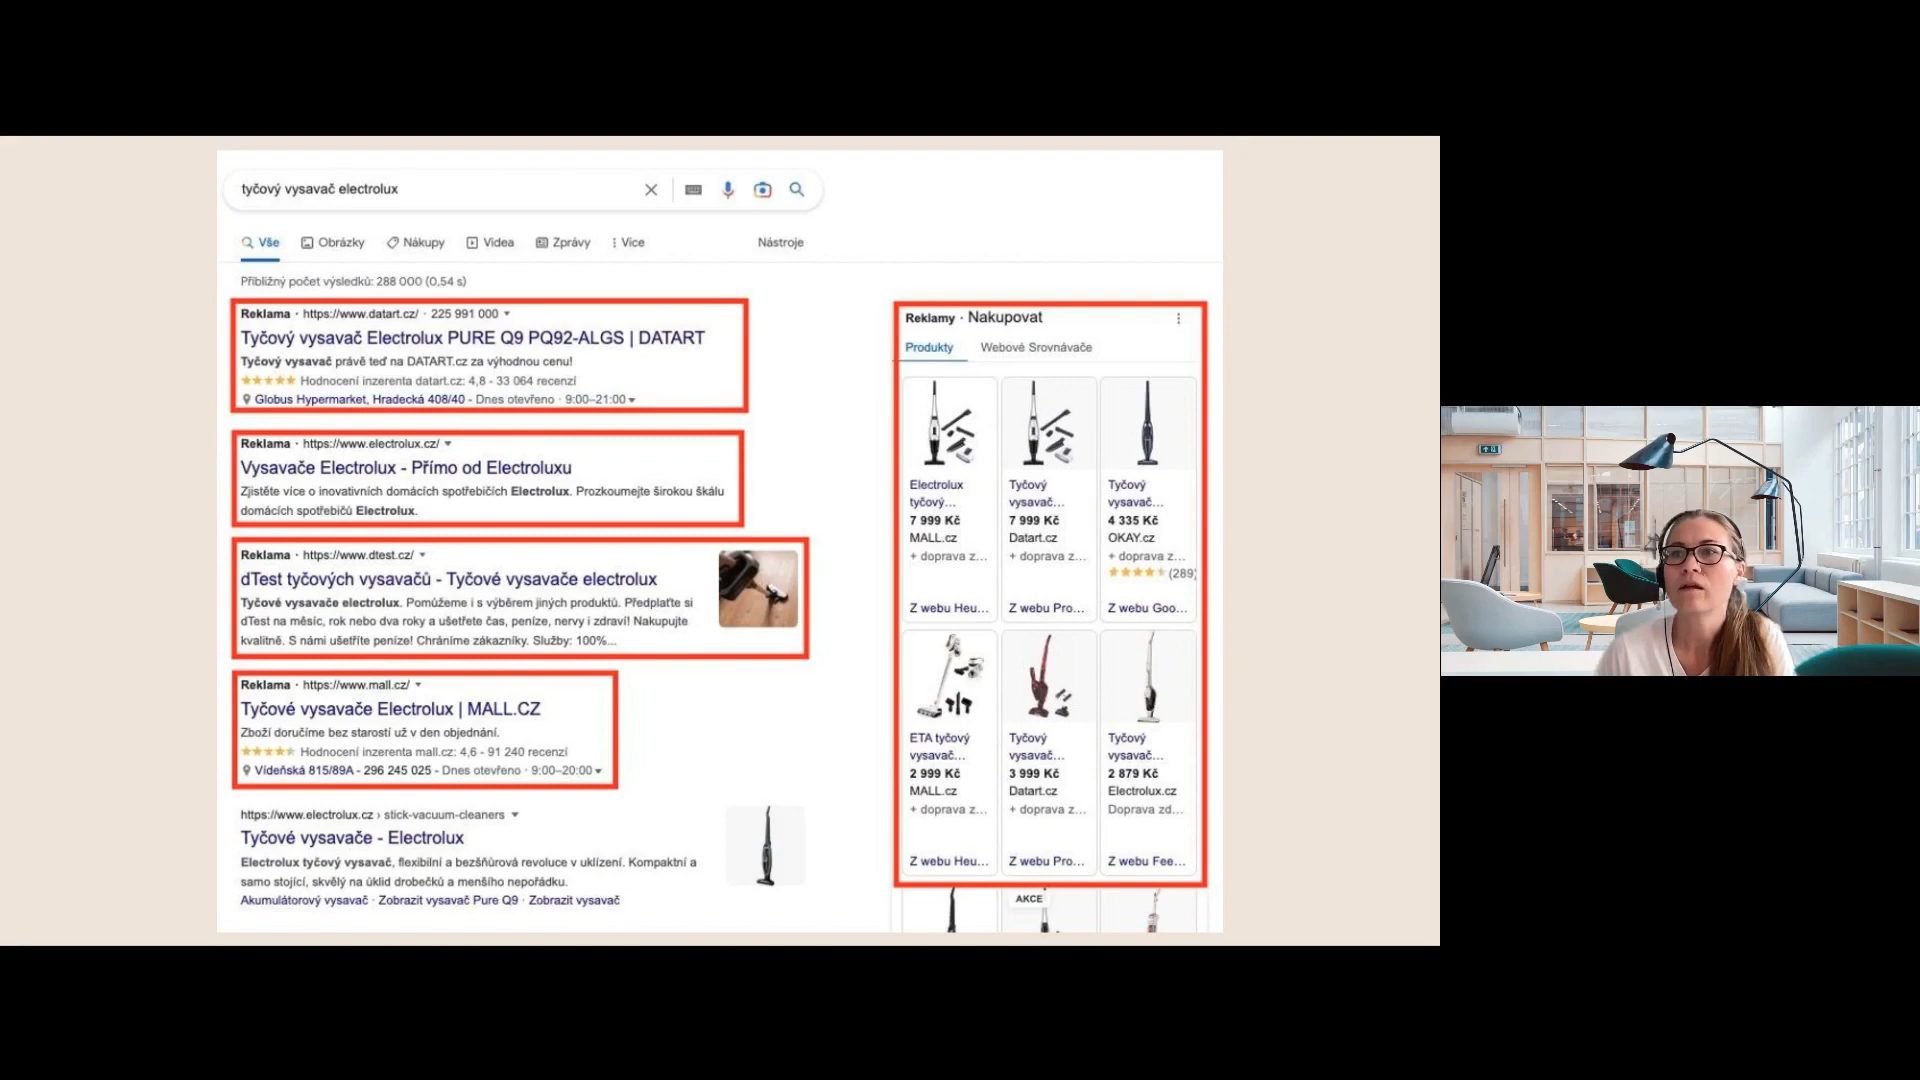 tyčový vysavač electrolux
Vše Obrázky Nákupy Videa Zprávy Více Nástroje
Přibližný počet výsledků: 288 000 (0,54 s)
Reklama · https://www.datart.cz/ · 225 991 000
Tyčový vysavač Electrolux PURE Q9 PQ92-ALGS | DATART
Tyčový vysavač právě teď na DATART.cz za výhodnou cenu!
Hodnocení inzerenta datart.cz: 4,8 - 33 064 recenzí
Globus Hypermarket, Hradecká 408/40 - Dnes otevřeno · 9:00–21:00
Reklama · https://www.electrolux.cz/
Vysavače Electrolux - Přímo od Electroluxu
Zjistěte více o inovativních domácích spotřebičích Electrolux. Prozkoumejte širokou škálu
domácích spotřebičů Electrolux.
Reklama · https://www.dtest.cz/
dTest tyčových vysavačů - Tyčové vysavače electrolux
Tyčové vysavače electrolux. Pomůžeme i s výběrem jiných produktů. Předplaťte si
dTest na měsíc, rok nebo dva roky a ušetřete čas, peníze, nervy i zdraví! Nakupujte
kvalitně. S námi ušetříte peníze! Chráníme zákazníky. Služby: 100%...
Reklama · https://www.mall.cz/
Tyčové vysavače Electrolux | MALL.CZ
Zboží doručíme bez starostí už v den objednání.
Hodnocení inzerenta mall.cz: 4,6 - 91 240 recenzí
Vídeňská 815/89A - 296 245 025 - Dnes otevřeno · 9:00–20:00
https://www.electrolux.cz › stick-vacuum-cleaners
Tyčové vysavače - Electrolux
Electrolux tyčový vysavač, flexibilní a bezšňůrová revoluce v uklízení. Kompaktní a
samo stojící, skvělý na úklid drobečků a menšího nepořádku.
Akumulátorový vysavač · Zobrazit vysavač Pure Q9 · Zobrazit vysavač
Reklamy · Nakupovat
Produkty Webové Srovnávače
Electrolux
tyčový...
7 999 Kč
MALL.cz
+ doprava z...
Z webu Heu...
Tyčový
vysavač...
7 999 Kč
Datart.cz
+ doprava z...
Z webu Pro...
Tyčový
vysavač...
4 335 Kč
OKAY.cz
+ doprava z...
(289)
Z webu Goo...
ETA tyčový
vysavač...
2 999 Kč
MALL.cz
+ doprava z...
Z webu Heu...
Tyčový
vysavač...
3 999 Kč
Datart.cz
+ doprava z...
Z webu Pro...
Tyčový
vysavač...
2 879 Kč
Electrolux.cz
Doprava zd...
Z webu Fee...
AKCE